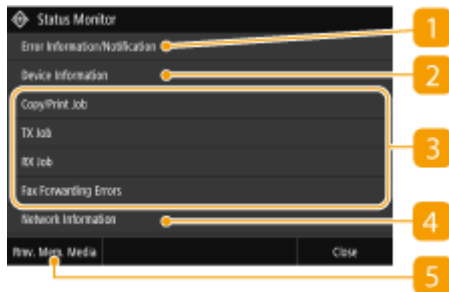 Status Monitor
1
Error Information/Notification
Device Information
2
Copy/Print Job
TX Job
3
RX Job
Fax Forwarding Errors
Network Information
4
Rmv. Mem. Media
Close
5